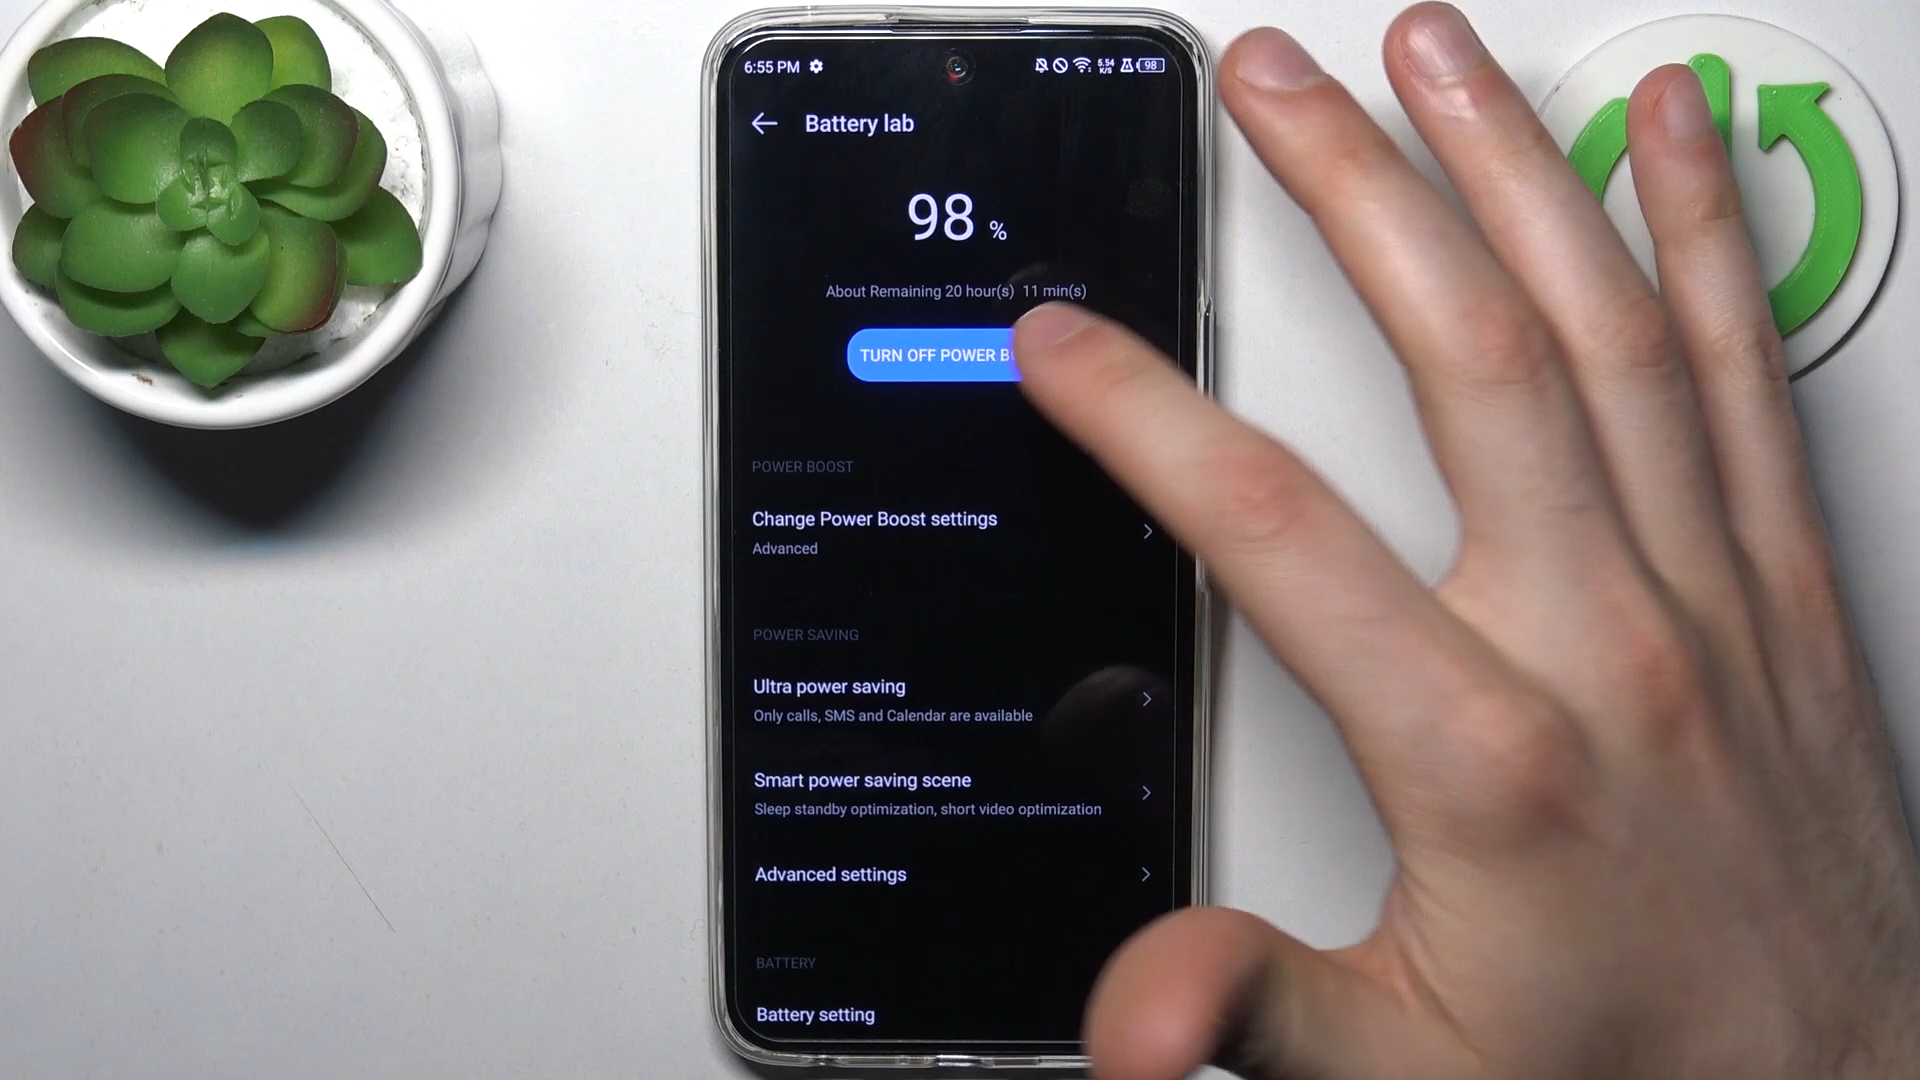 6:55 PM
5.54
K/S
98
Battery lab
98 %
About Remaining 20 hour(s) 11 min(s)
TURN OFF POWER
POWER BOOST
Change Power Boost settings
Advanced
POWER SAVING
Ultra power saving
Only calls, SMS and Calendar are available
Smart power saving scene
Sleep standby optimization, short video optimization
Advanced settings
BATTERY
Battery setting